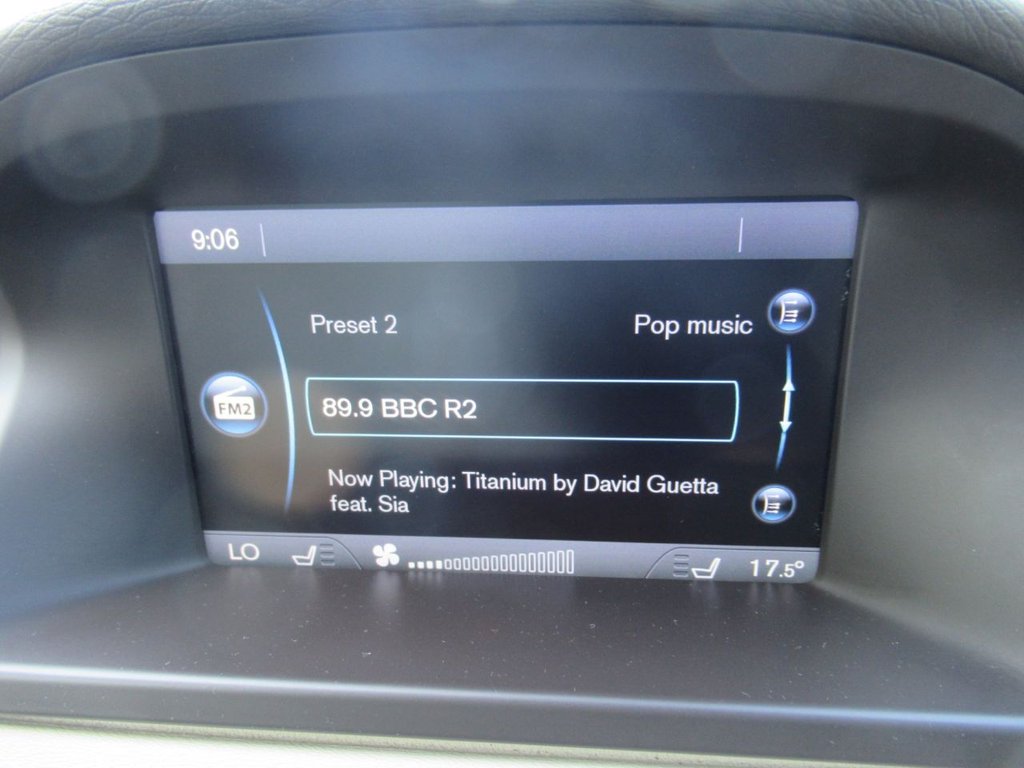 9:06
Preset 2
Pop music
FM2
89.9 BBC R2
Now Playing: Titanium by David Guetta
feat. Sia
LO
17.5°